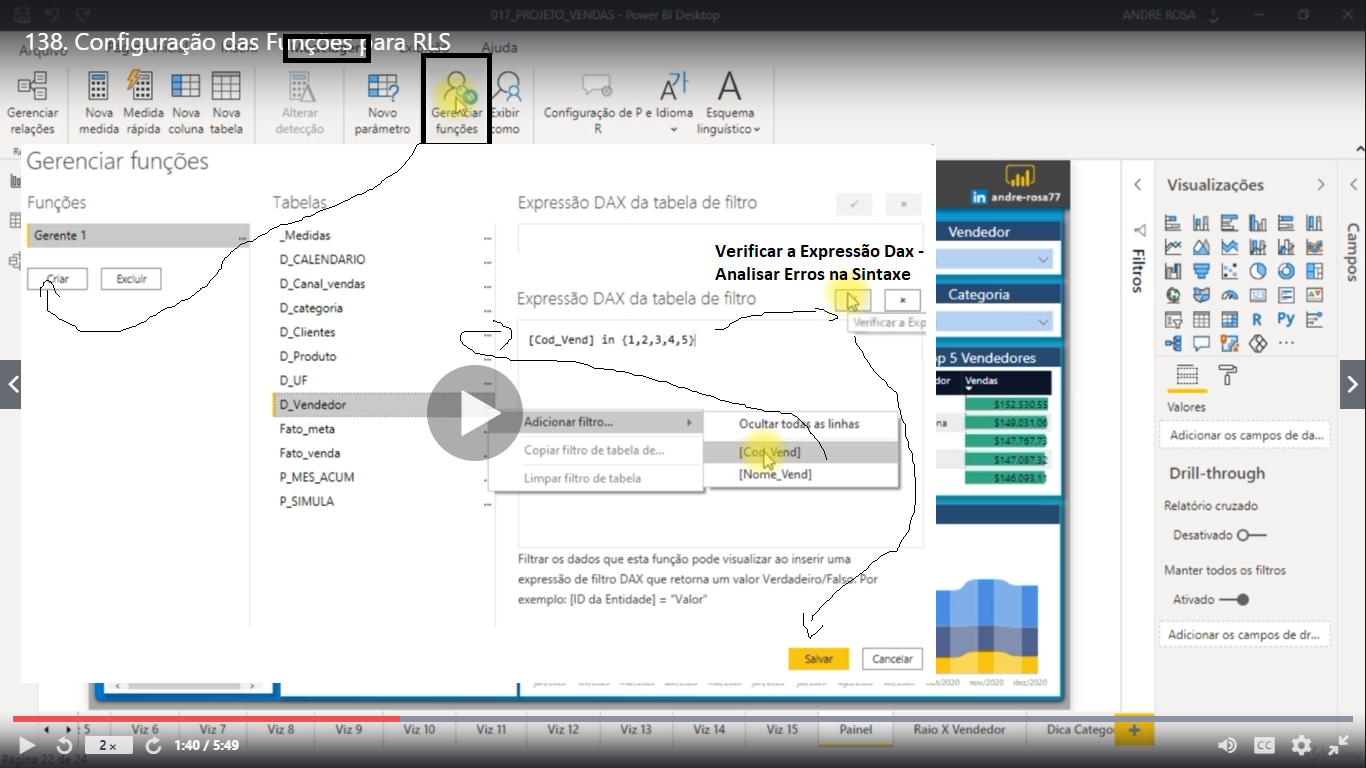 017_PROJETO_VENDAS - Power BI Desktop
ANDRE ROSA
138. Configuração das Funções para RLS
Arquivo
Ajuda
Gerenciar relações
Nova medida
Medida rápida
Nova coluna
Nova tabela
Alterar detecção
Novo parâmetro
Gerenciar funções
Exibir como
Configuração de P e R
Idioma
Esquema linguístico
Gerenciar funções
Funções
Gerente 1
...
Criar
Excluir
Tabelas
_Medidas
D_CALENDARIO
D_Canal_vendas
D_categoria
D_Clientes
D_Produto
D_UF
D_Vendedor
Fato_meta
Fato_venda
P_MES_ACUM
P_SIMULA
Expressão DAX da tabela de filtro
Verificar a Expressão Dax -
Analisar Erros na Sintaxe
Expressão DAX da tabela de filtro
Verificar a Exp
[Cod_Vend] in {1,2,3,4,5}
Adicionar filtro...
Copiar filtro de tabela de...
Limpar filtro de tabela
Ocultar todas as linhas
[Cod_Vend]
[Nome_Vend]
Filtrar os dados que esta função pode visualizar ao inserir uma
expressão de filtro DAX que retorna um valor Verdadeiro/Falso. Por
exemplo: [ID da Entidade] = "Valor"
Salvar
Cancelar
in andre-rosa77
Vendedor
Categoria
p 5 Vendedores
dor
Vendas
$152.530,55
na
$149.031,06
$147.767,73
$147.087,32
$146.093,11
nov/2020
dez/2020
Filtros
Visualizações
Campos
R
Py
...
Valores
Adicionar os campos de da...
Drill-through
Relatório cruzado
Desativado
Manter todos os filtros
Ativado
Adicionar os campos de dr...
5
Viz 6
Viz 7
Viz 8
Viz 9
Viz 10
Viz 11
Viz 12
Viz 13
Viz 14
Viz 15
Painel
Raio X Vendedor
Dica Catego
+
2x
1:40 / 5:49
CC
Página 22 de 24